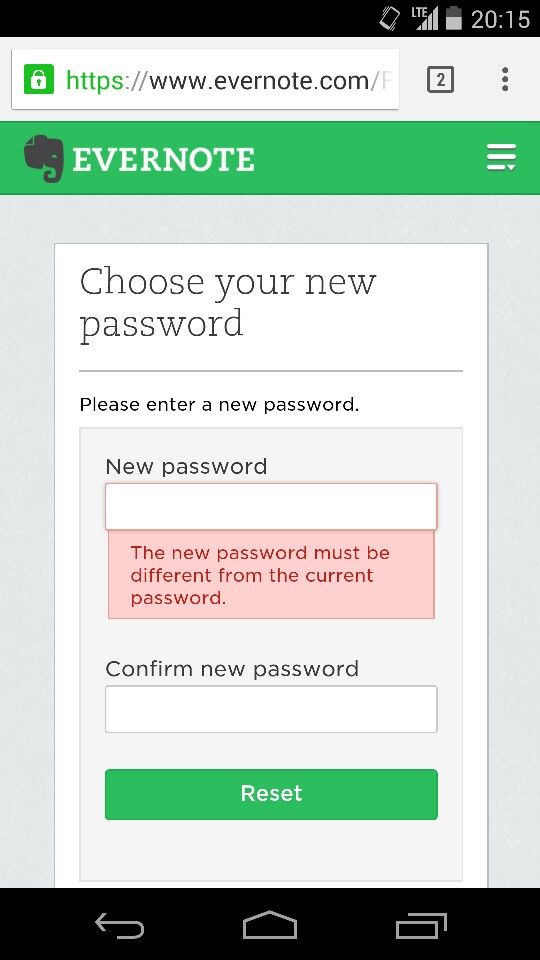 LTE 20:15
https://www.evernote.com/ 2
EVERNOTE
Choose your new
password
Please enter a new password.
New password
The new password must be
different from the current
password.
Confirm new password
Reset